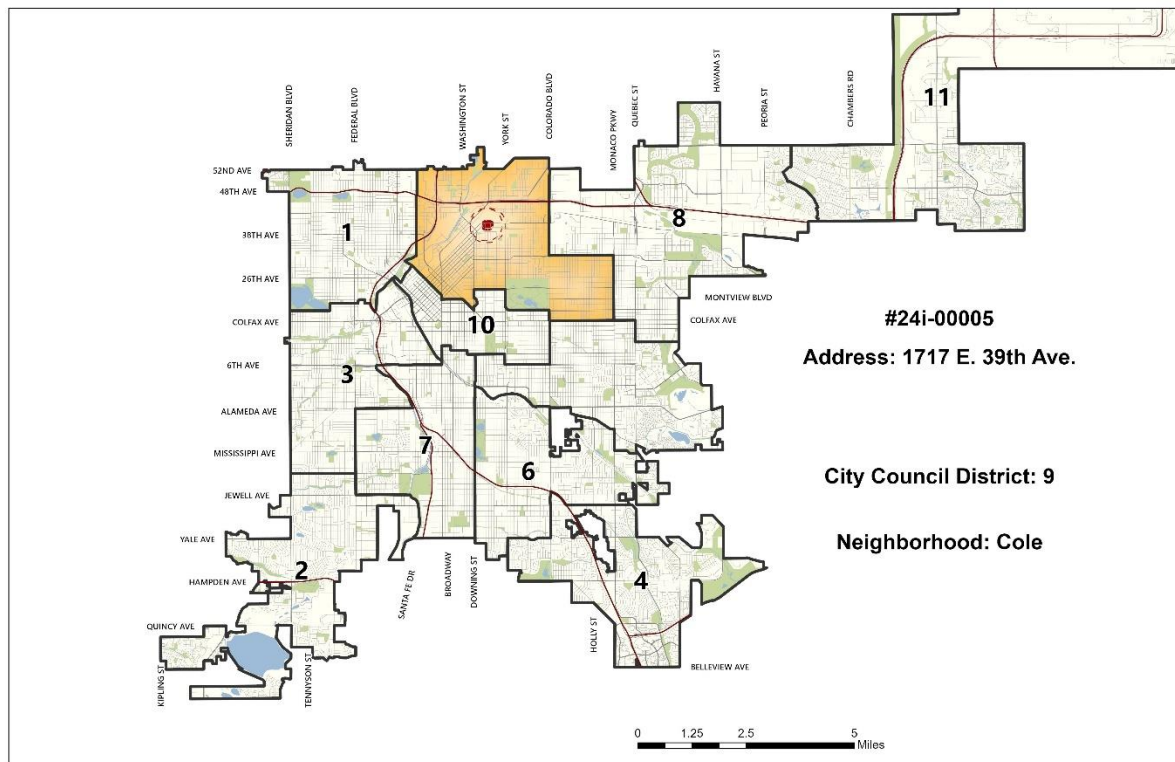 SHERIDAN BLVD
FEDERAL BLVD
WASHINGTON ST
YORK ST
COLORADO BLVD
MONACO PKWY
QUEBEC ST
HAVANA ST
PEORIA ST
CHAMBERS RD
11
52ND AVE
48TH AVE
38TH AVE
26TH AVE
COLFAX AVE
6TH AVE
ALAMEDA AVE
MISSISSIPPI AVE
JEWELL AVE
YALE AVE
HAMPDEN AVE
QUINCY AVE
1
8
10
3
7
6
2
4
MONTVIEW BLVD
COLFAX AVE
#24i-00005
Address: 1717 E. 39th Ave.
City Council District: 9
Neighborhood: Cole
KIPLING ST
TENNYSON ST
SANTA FE DR
BROADWAY
DOWNING ST
HOLLY ST
BELLEVIEW AVE
0 1.25 2.5 5
Miles